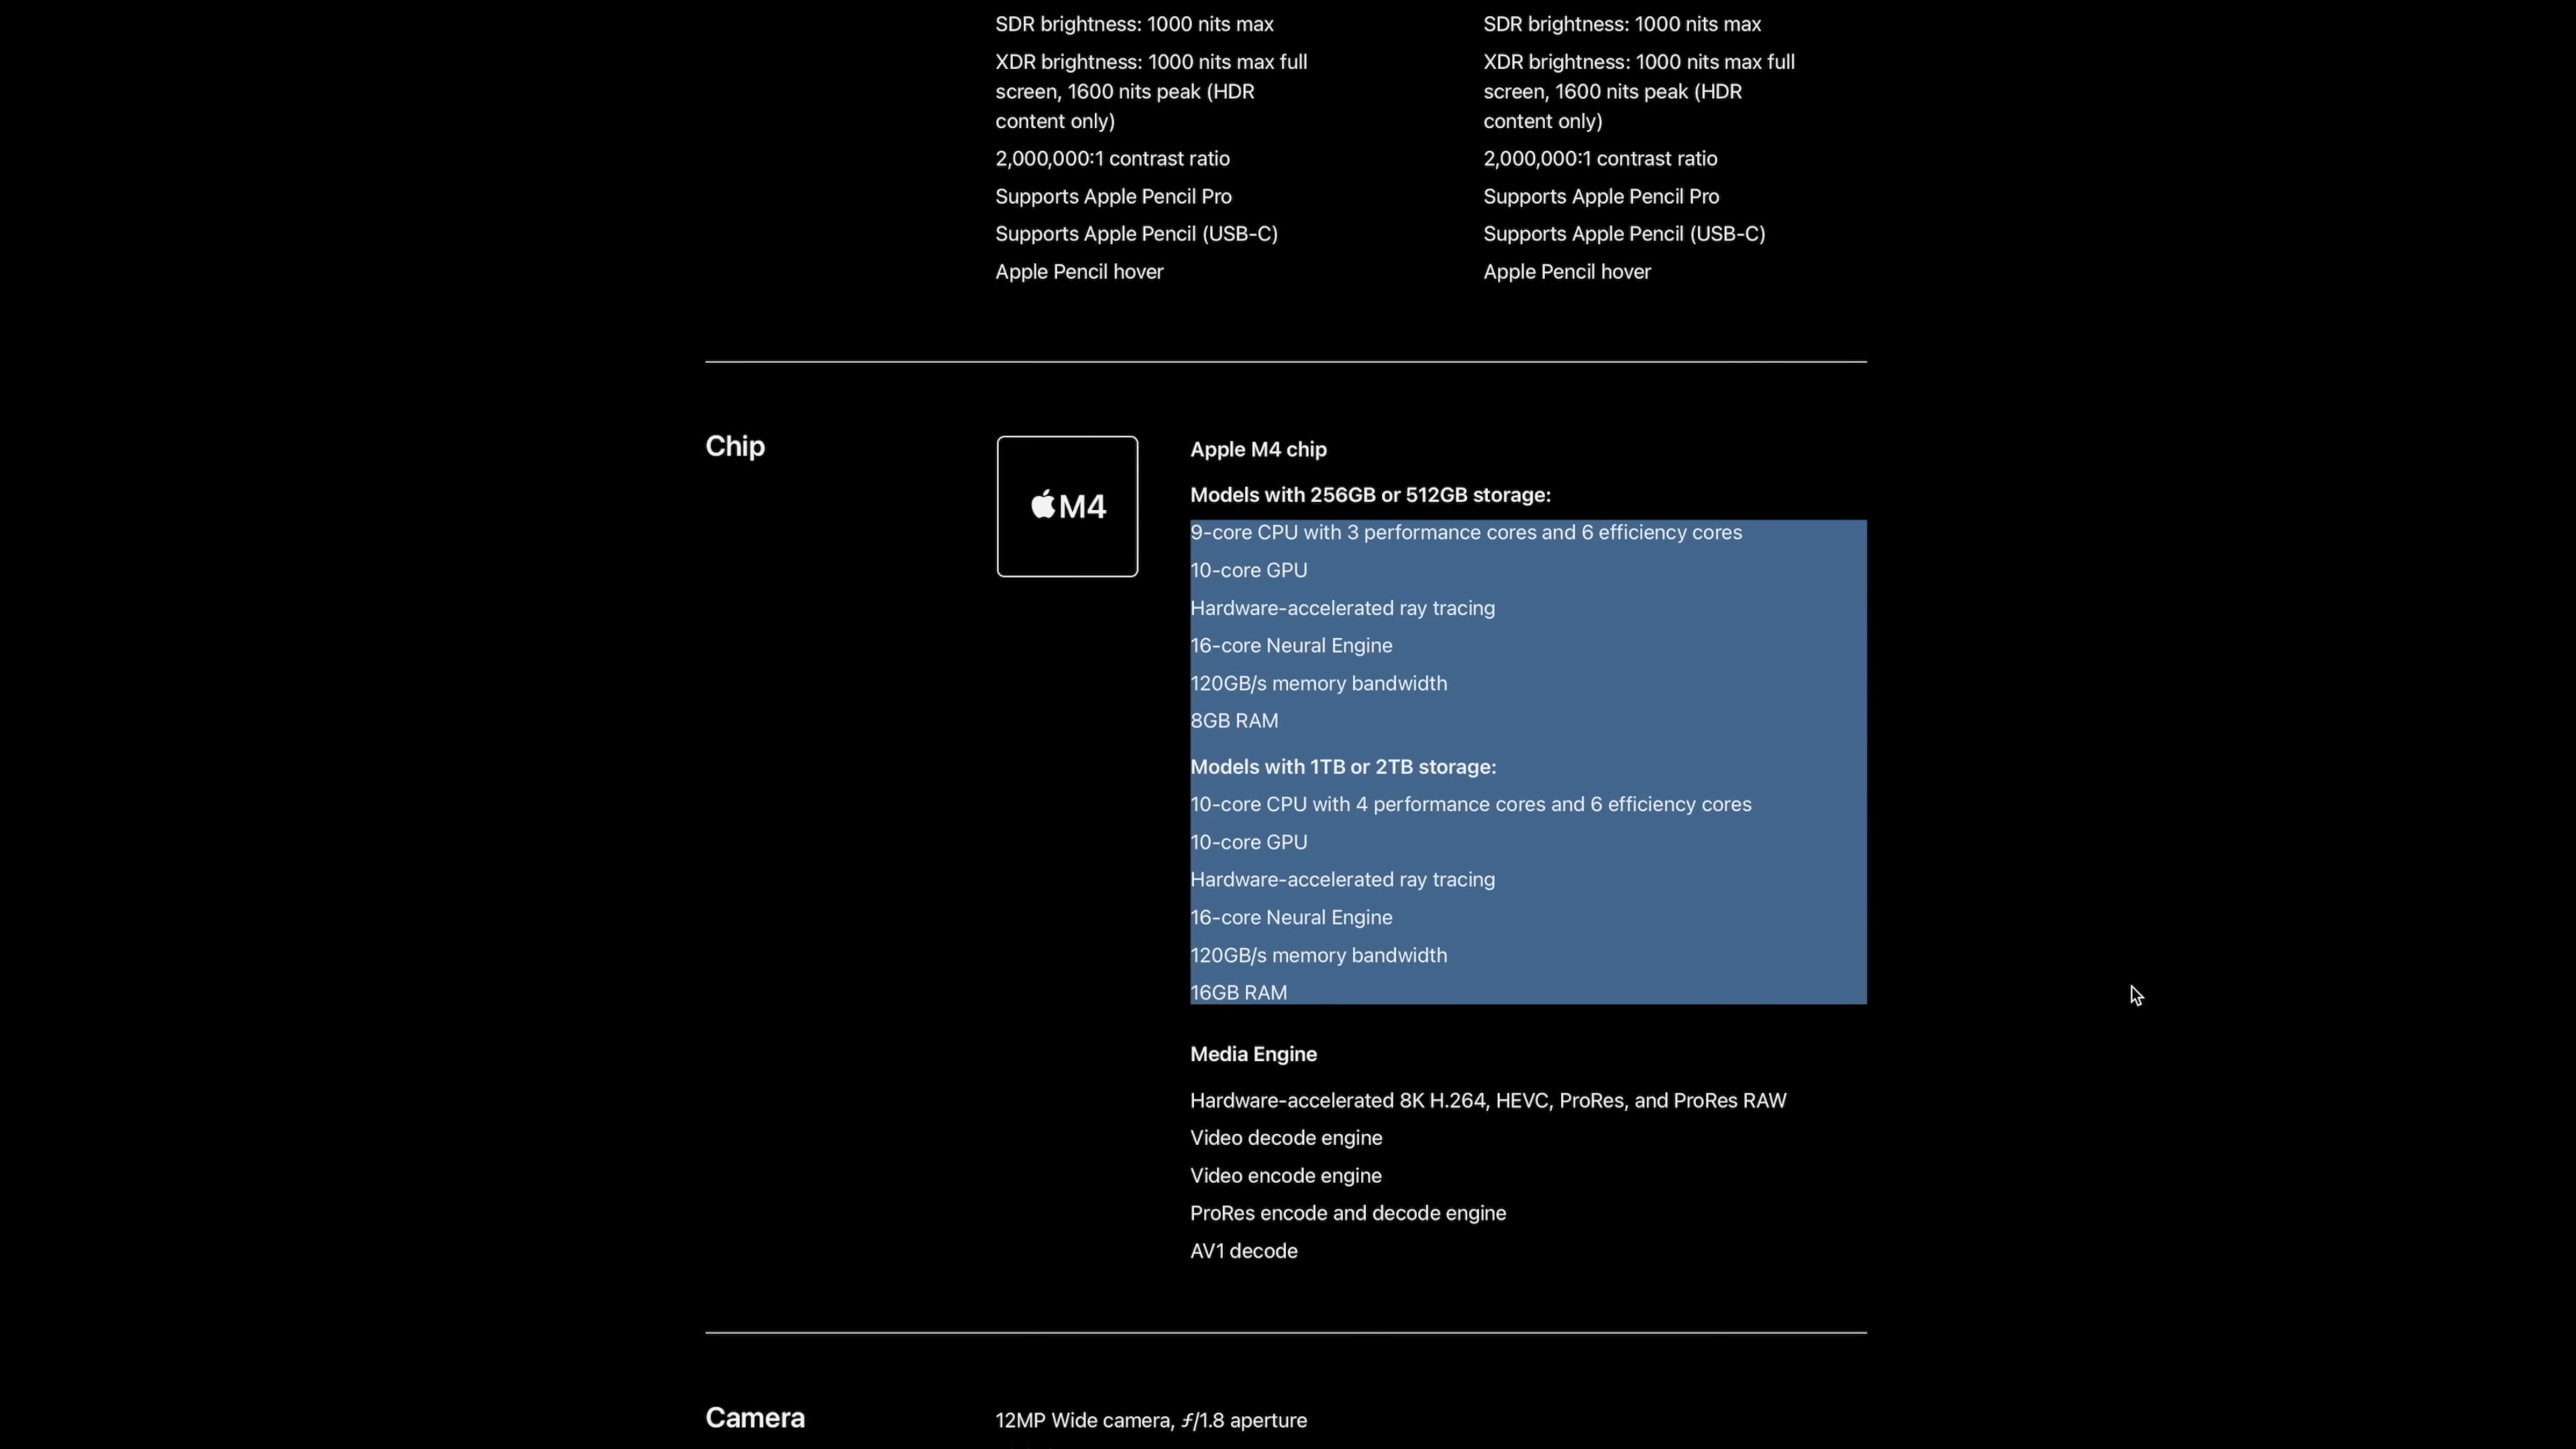 SDR brightness: 1000 nits max
XDR brightness: 1000 nits max full
screen, 1600 nits peak (HDR
content only)
2,000,000:1 contrast ratio
Supports Apple Pencil Pro
Supports Apple Pencil (USB-C)
Apple Pencil hover
SDR brightness: 1000 nits max
XDR brightness: 1000 nits max full
screen, 1600 nits peak (HDR
content only)
2,000,000:1 contrast ratio
Supports Apple Pencil Pro
Supports Apple Pencil (USB-C)
Apple Pencil hover
Chip
M4
Apple M4 chip
Models with 256GB or 512GB storage:
9-core CPU with 3 performance cores and 6 efficiency cores
10-core GPU
Hardware-accelerated ray tracing
16-core Neural Engine
120GB/s memory bandwidth
8GB RAM
Models with 1TB or 2TB storage:
10-core CPU with 4 performance cores and 6 efficiency cores
10-core GPU
Hardware-accelerated ray tracing
16-core Neural Engine
120GB/s memory bandwidth
16GB RAM
Media Engine
Hardware-accelerated 8K H.264, HEVC, ProRes, and ProRes RAW
Video decode engine
Video encode engine
ProRes encode and decode engine
AV1 decode
Camera
12MP Wide camera, ƒ/1.8 aperture